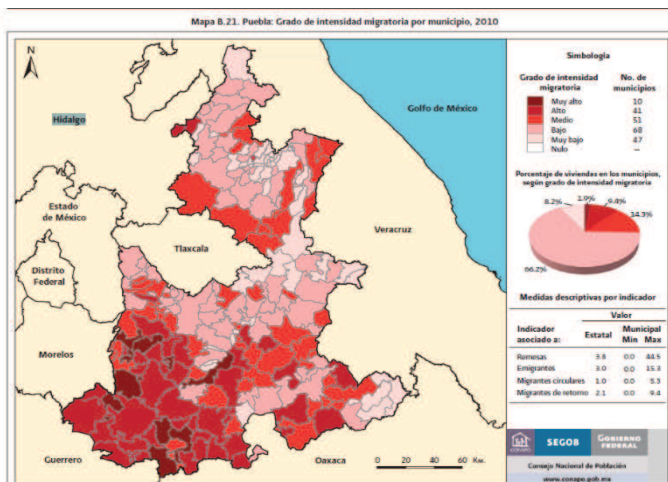 Mapa B.21. Puebla: Grado de intensidad migratoria por municipio, 2010
N
Hidalgo
Golfo de México
Estado
de México
Tlaxcala
Veracruz
Distrito
Federal
Morelos
Guerrero
Oaxaca
0 20 40 60 Km.
Simbología
Grado de intensidad migratoria No. de municipios
Muy alto 10
Alto 41
Medio 51
Bajo 68
Muy bajo 47
Nulo --
Porcentaje de viviendas en los municipios,
según grado de intensidad migratoria
8.2% 1.9% 9.4%
14.3%
66.2%
Medidas descriptivas por indicador
Valor
Indicador asociado a: Estatal Municipal Min Max
Remesas 3.8 0.0 44.5
Emigrantes 3.0 0.0 15.3
Migrantes circulares 1.0 0.0 5.3
Migrantes de retorno 2.1 0.0 9.4
CONAPO SEGOB GOBIERNO FEDERAL
Consejo Nacional de Población
www.conapo.gob.mx